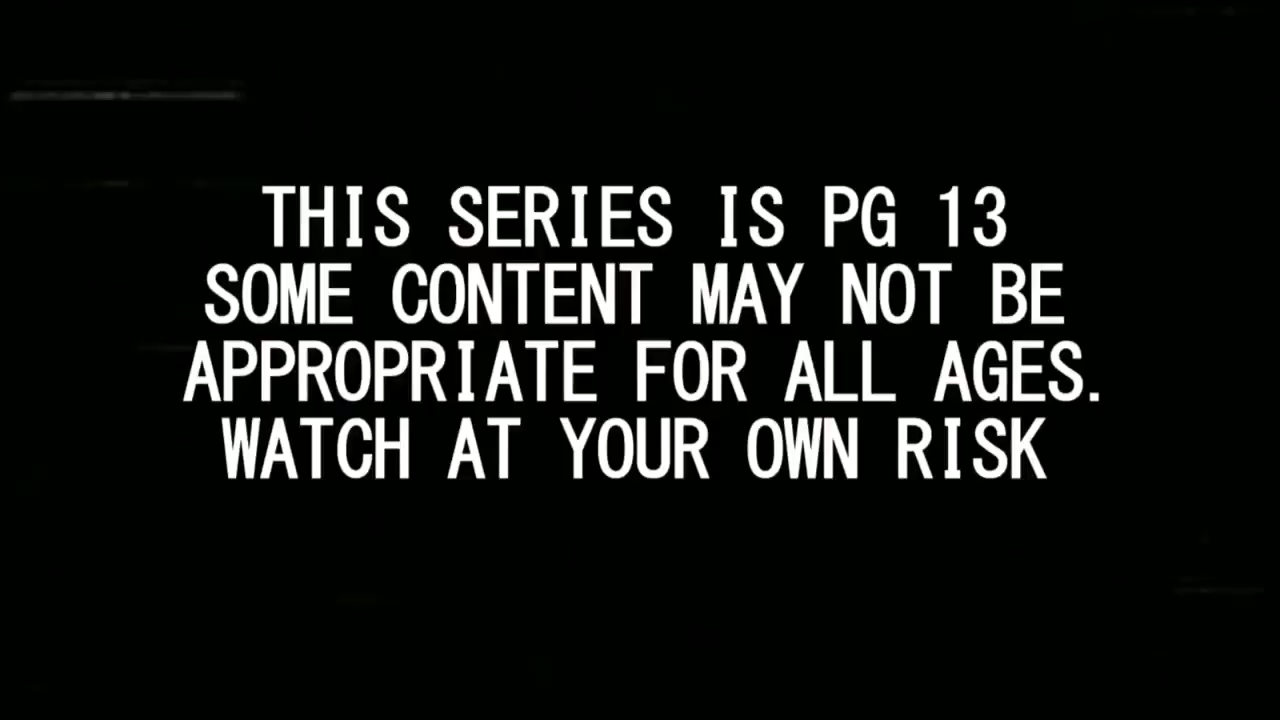 THIS SERIES IS PG 13
SOME CONTENT MAY NOT BE
APPROPRIATE FOR ALL AGES.
WATCH AT YOUR OWN RISK